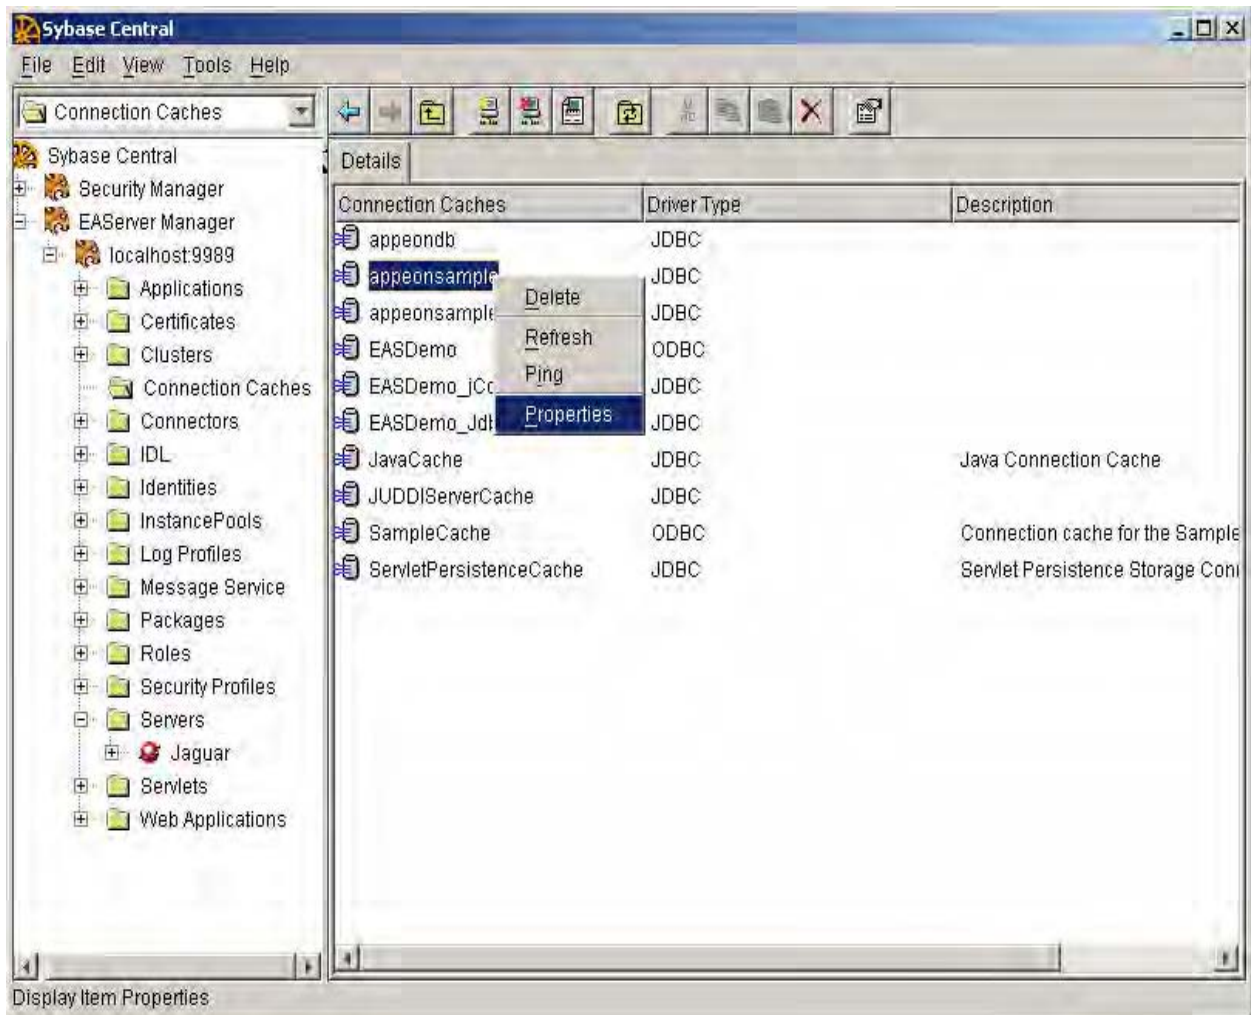 Sybase Central
File Edit View Tools Help
Connection Caches
Sybase Central
Security Manager
EAServer Manager
localhost:9989
Applications
Certificates
Clusters
Connection Caches
Connectors
IDL
Identities
InstancePools
Log Profiles
Message Service
Packages
Roles
Security Profiles
Servers
Jaguar
Servlets
Web Applications
Details
Connection Caches Driver Type Description
appeondb JDBC
appeonsample JDBC
appeonsample JDBC
EASDemo ODBC
EASDemo_jCo JDBC
EASDemo_Jdb JDBC
JavaCache JDBC Java Connection Cache
JUDDIServerCache JDBC
SampleCache ODBC Connection cache for the Sample
ServletPersistenceCache JDBC Servlet Persistence Storage Con
Delete
Refresh
Ping
Properties
Display Item Properties